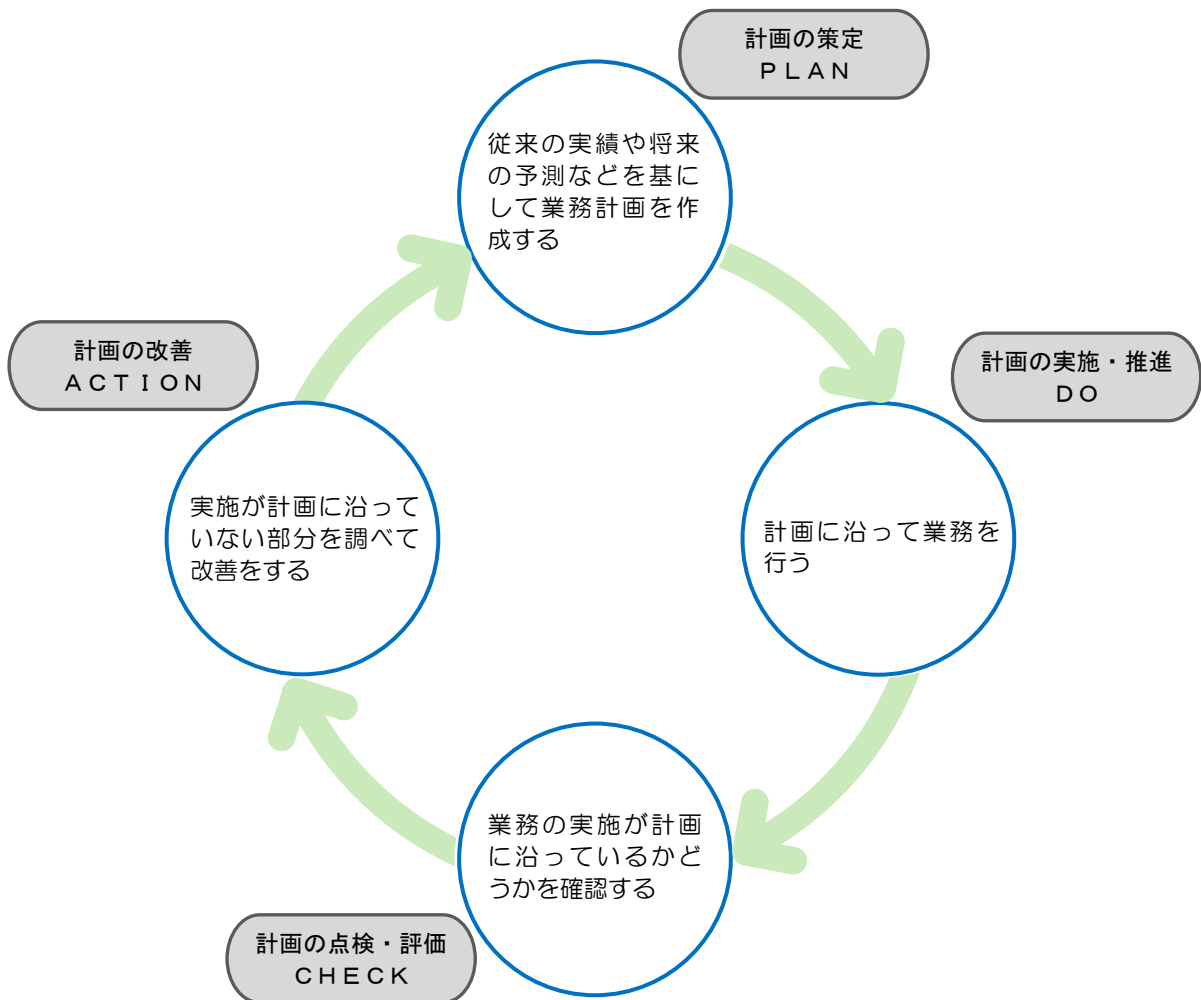 計画の策定
ＰＬＡＮ
従来の実績や将来
の予測などを基に
して業務計画を作
成する
計画の実施・推進
ＤＯ
計画に沿って業務を
行う
計画の点検・評価
ＣＨＥＣＫ
業務の実施が計画
に沿っているかど
うかを確認する
計画の改善
ＡＣＴＩＯＮ
実施が計画に沿って
いない部分を調べて
改善をする